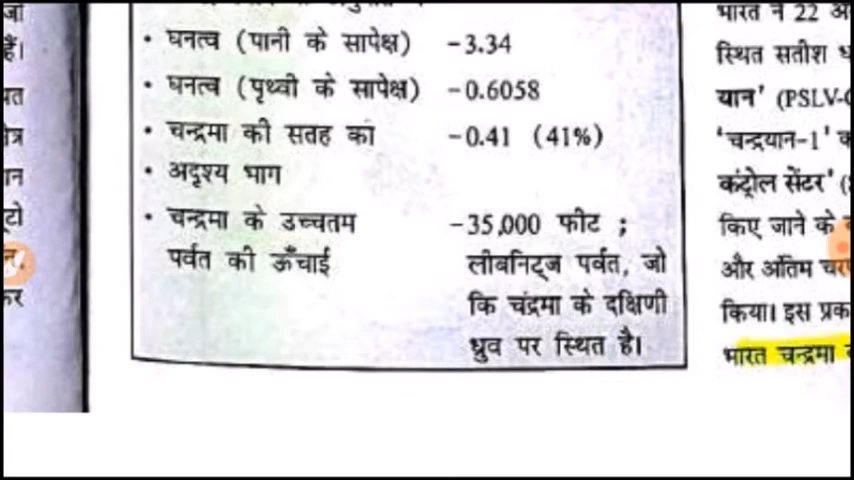 • घनत्व (पानी के सापेक्ष) -3.34
• घनत्व (पृथ्वी के सापेक्ष) -0.6058
• चन्द्रमा की सतह का -0.41 (41%)
• अदृश्य भाग
• चन्द्रमा के उच्चतम -35,000 फीट ;
पर्वत की ऊँचाई लीबनिट्ज पर्वत, जो
कि चंद्रमा के दक्षिणी
ध्रुव पर स्थित है।
भारत ने 22
स्थित सतीश
यान' (PSLV-
'चन्द्रयान-1'
कंट्रोल सेंटर'
किए जाने के
और अंतिम
किया। इस
भारत चन्द्रमा